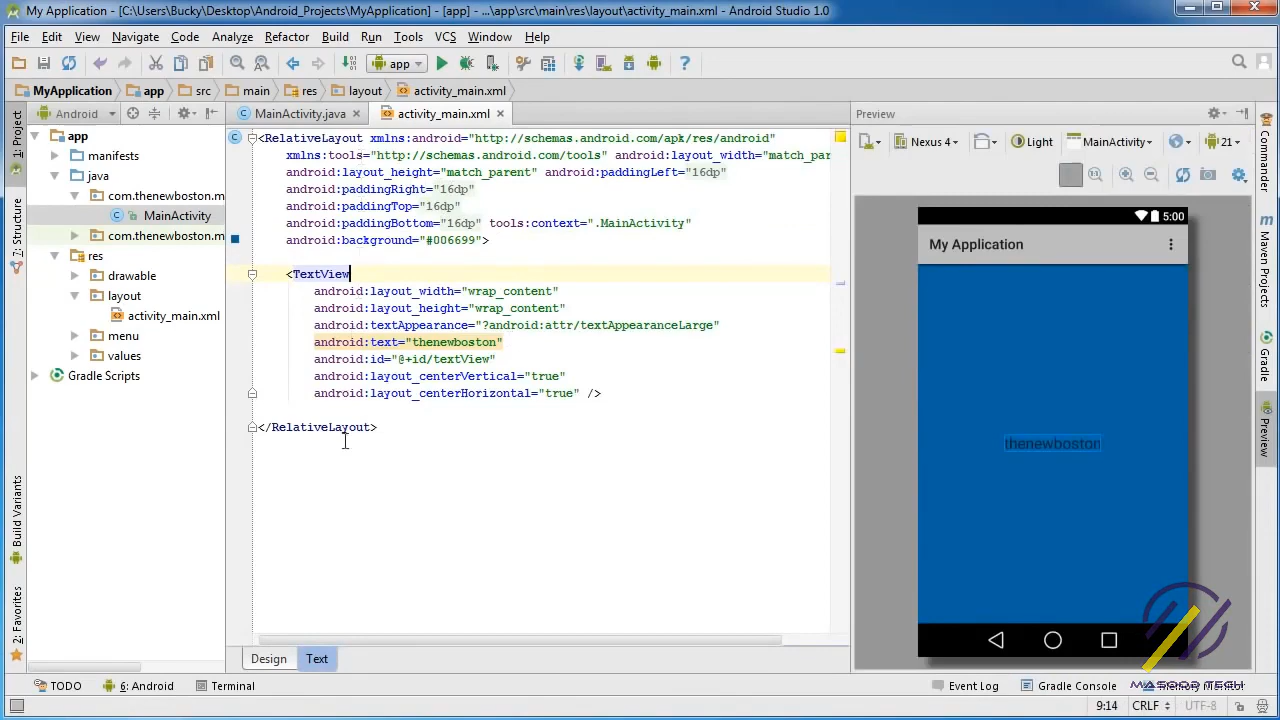 My Application - [C:\Users\Bucky\Desktop\Android_Projects\MyApplication] - [app] - ...\app\src\main\res\layout\activity_main.xml - Android Studio 1.0
File Edit View Navigate Code Analyze Refactor Build Run Tools VCS Window Help
app
MyApplication app src main res layout activity_main.xml
1: Project
7: Structure
Build Variants
2: Favorites
Android
app
manifests
java
com.thenewboston.m
MainActivity
com.thenewboston.m
res
drawable
layout
activity_main.xml
menu
values
Gradle Scripts
MainActivity.java activity_main.xml
<RelativeLayout xmlns:android="http://schemas.android.com/apk/res/android"
xmlns:tools="http://schemas.android.com/tools" android:layout_width="match_par
android:layout_height="match_parent" android:paddingLeft="16dp"
android:paddingRight="16dp"
android:paddingTop="16dp"
android:paddingBottom="16dp" tools:context=".MainActivity"
android:background="#006699">
<TextView
android:layout_width="wrap_content"
android:layout_height="wrap_content"
android:textAppearance="?android:attr/textAppearanceLarge"
android:text="thenewboston"
android:id="@+id/textView"
android:layout_centerVertical="true"
android:layout_centerHorizontal="true" />
</RelativeLayout>
Design Text
Preview
Nexus 4 Light MainActivity 21
5:00
My Application
thenewboston
Commander
Maven Projects
Gradle
Preview
MASOOD TECH
TODO 6: Android Terminal Event Log Gradle Console Memory Monitor
9:14 CRLF UTF-8